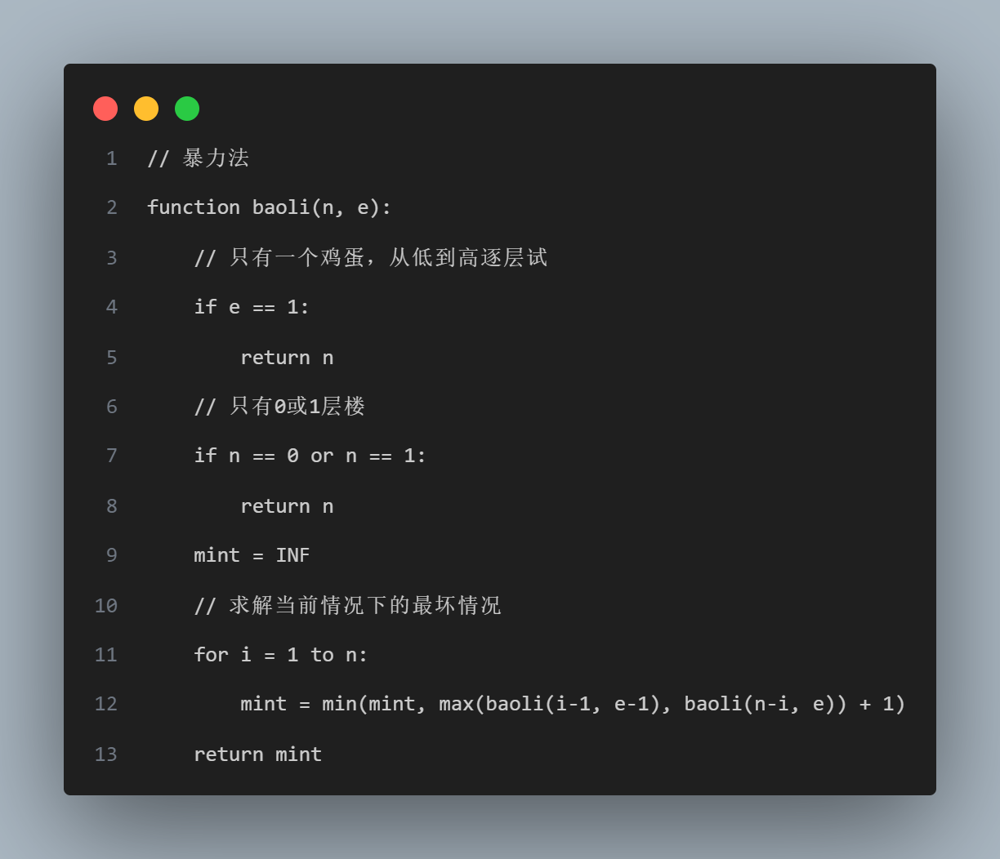 1 // 暴力法
2 function baoli(n, e):
3     // 只有一个鸡蛋，从低到高逐层试
4     if e == 1:
5         return n
6     // 只有0或1层楼
7     if n == 0 or n == 1:
8         return n
9     mint = INF
10     // 求解当前情况下的最坏情况
11     for i = 1 to n:
12         mint = min(mint, max(baoli(i-1, e-1), baoli(n-i, e)) + 1)
13     return mint